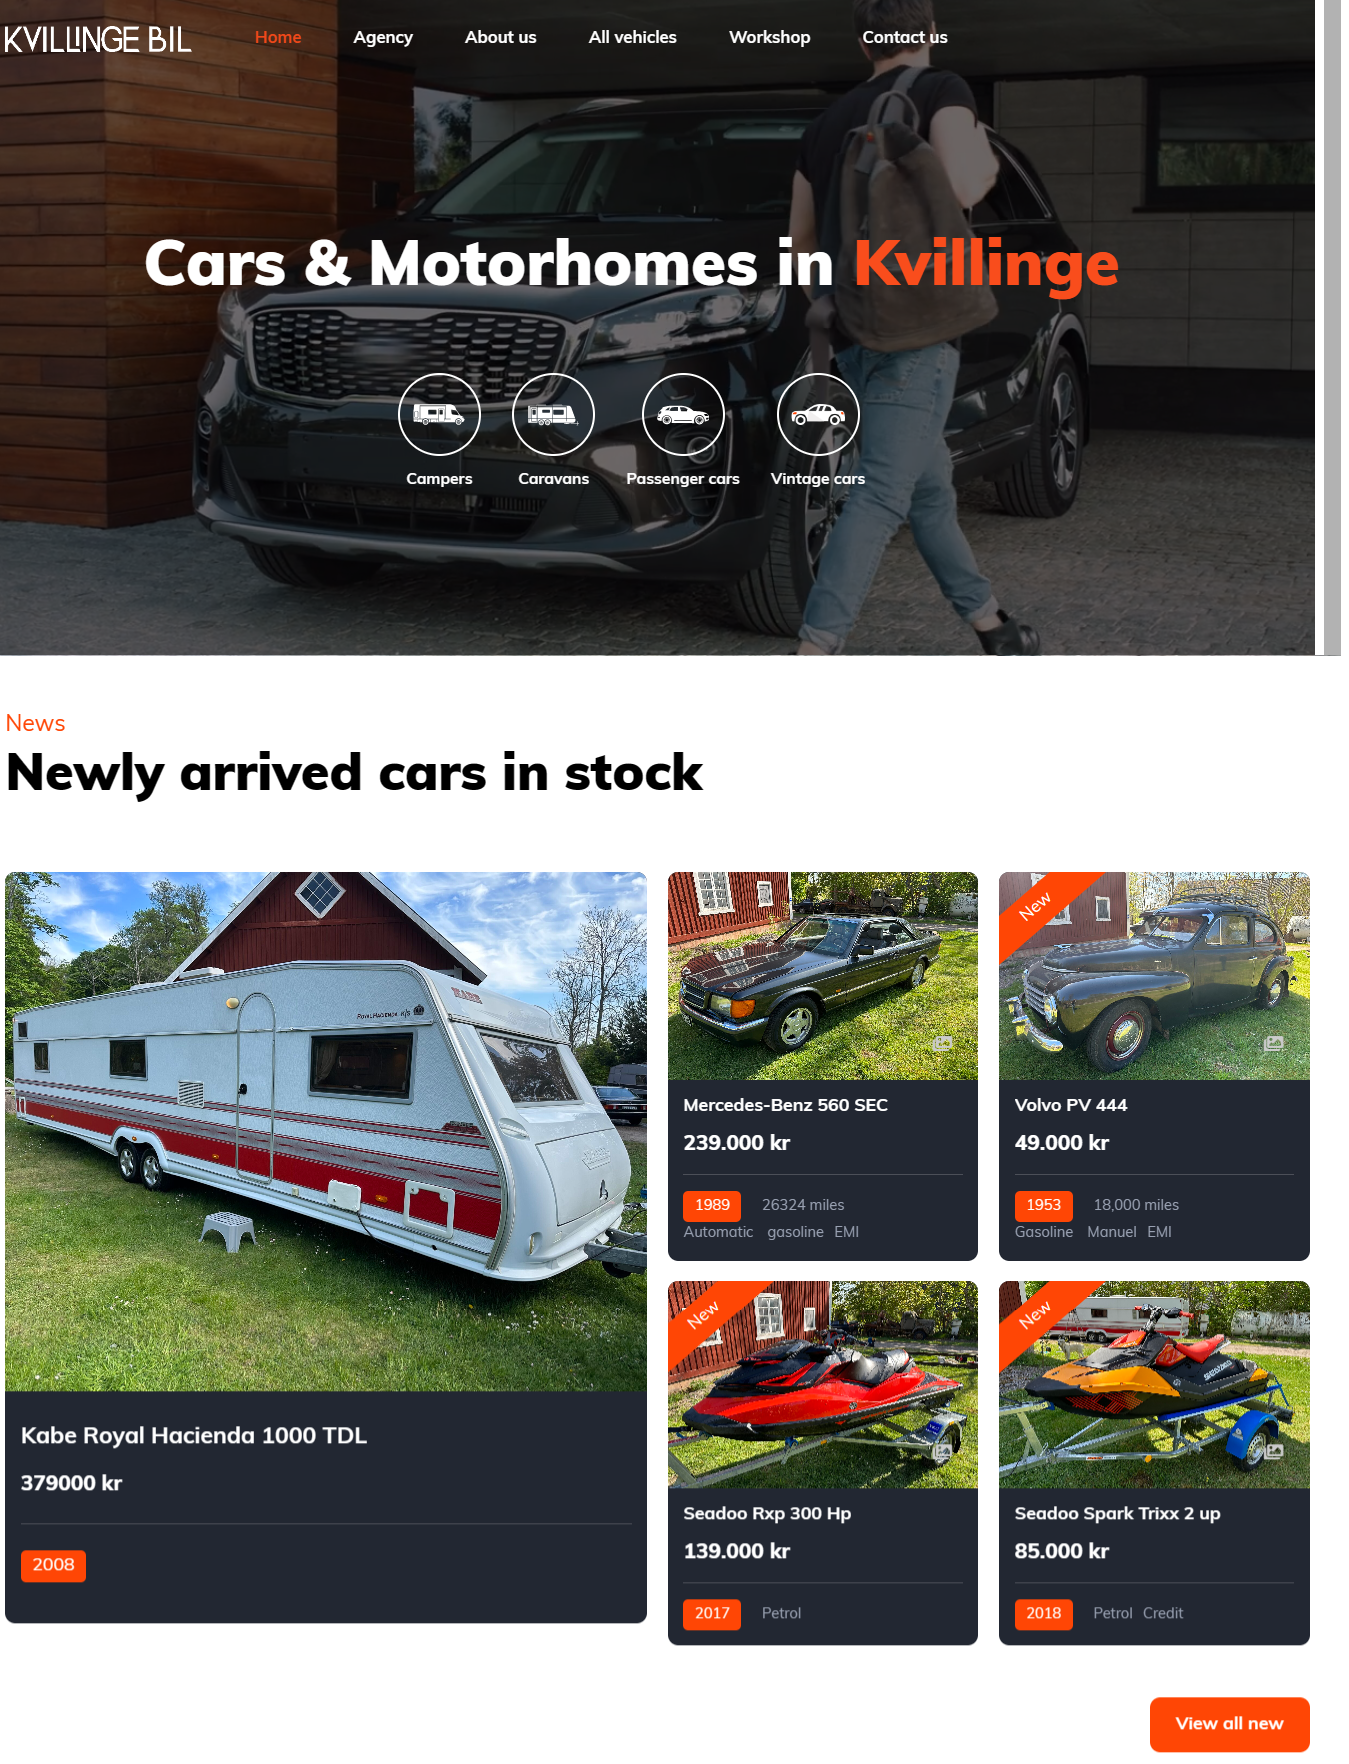 KVILLINGE BIL
Home Agency About us All vehicles Workshop Contact us
Cars & Motorhomes in Kvillinge
Campers Caravans Passenger cars Vintage cars
News
Newly arrived cars in stock
KABE
ROYAL HACIENDA
Kabe Royal Hacienda 1000 TDL
379000 kr
2008
Mercedes-Benz 560 SEC
239.000 kr
1989 26324 miles
Automatic gasoline EMI
New
Volvo PV 444
49.000 kr
1953 18,000 miles
Gasoline Manuel EMI
New
Seadoo Rxp 300 Hp
139.000 kr
2017 Petrol
New
SEADOO
Seadoo Spark Trixx 2 up
85.000 kr
2018 Petrol Credit
View all new